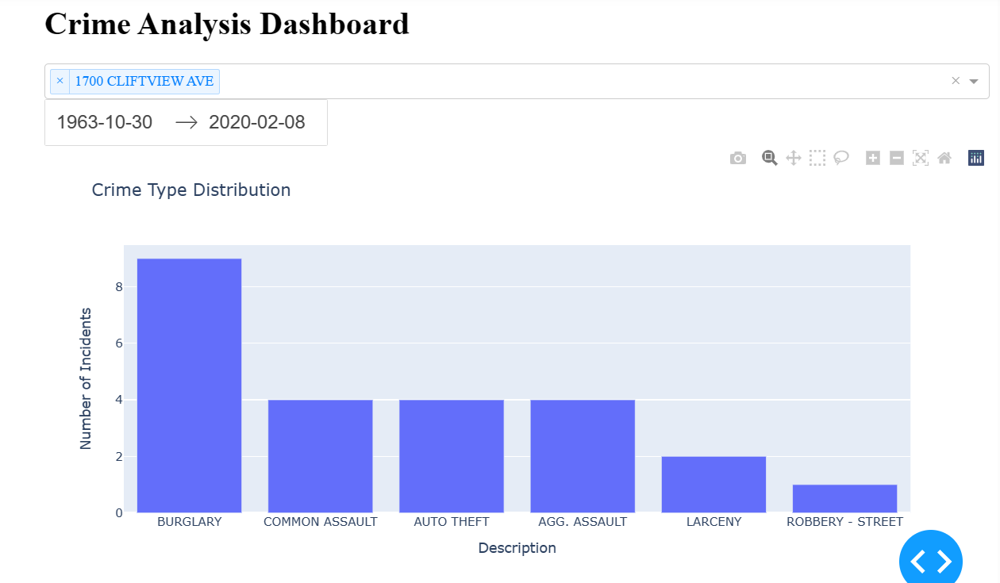 Crime Analysis Dashboard
× 1700 CLIFTVIEW AVE ×
1963-10-30 → 2020-02-08
Crime Type Distribution
Number of Incidents
8
6
4
2
0
BURGLARY COMMON ASSAULT AUTO THEFT AGG. ASSAULT LARCENY ROBBERY - STREET
Description